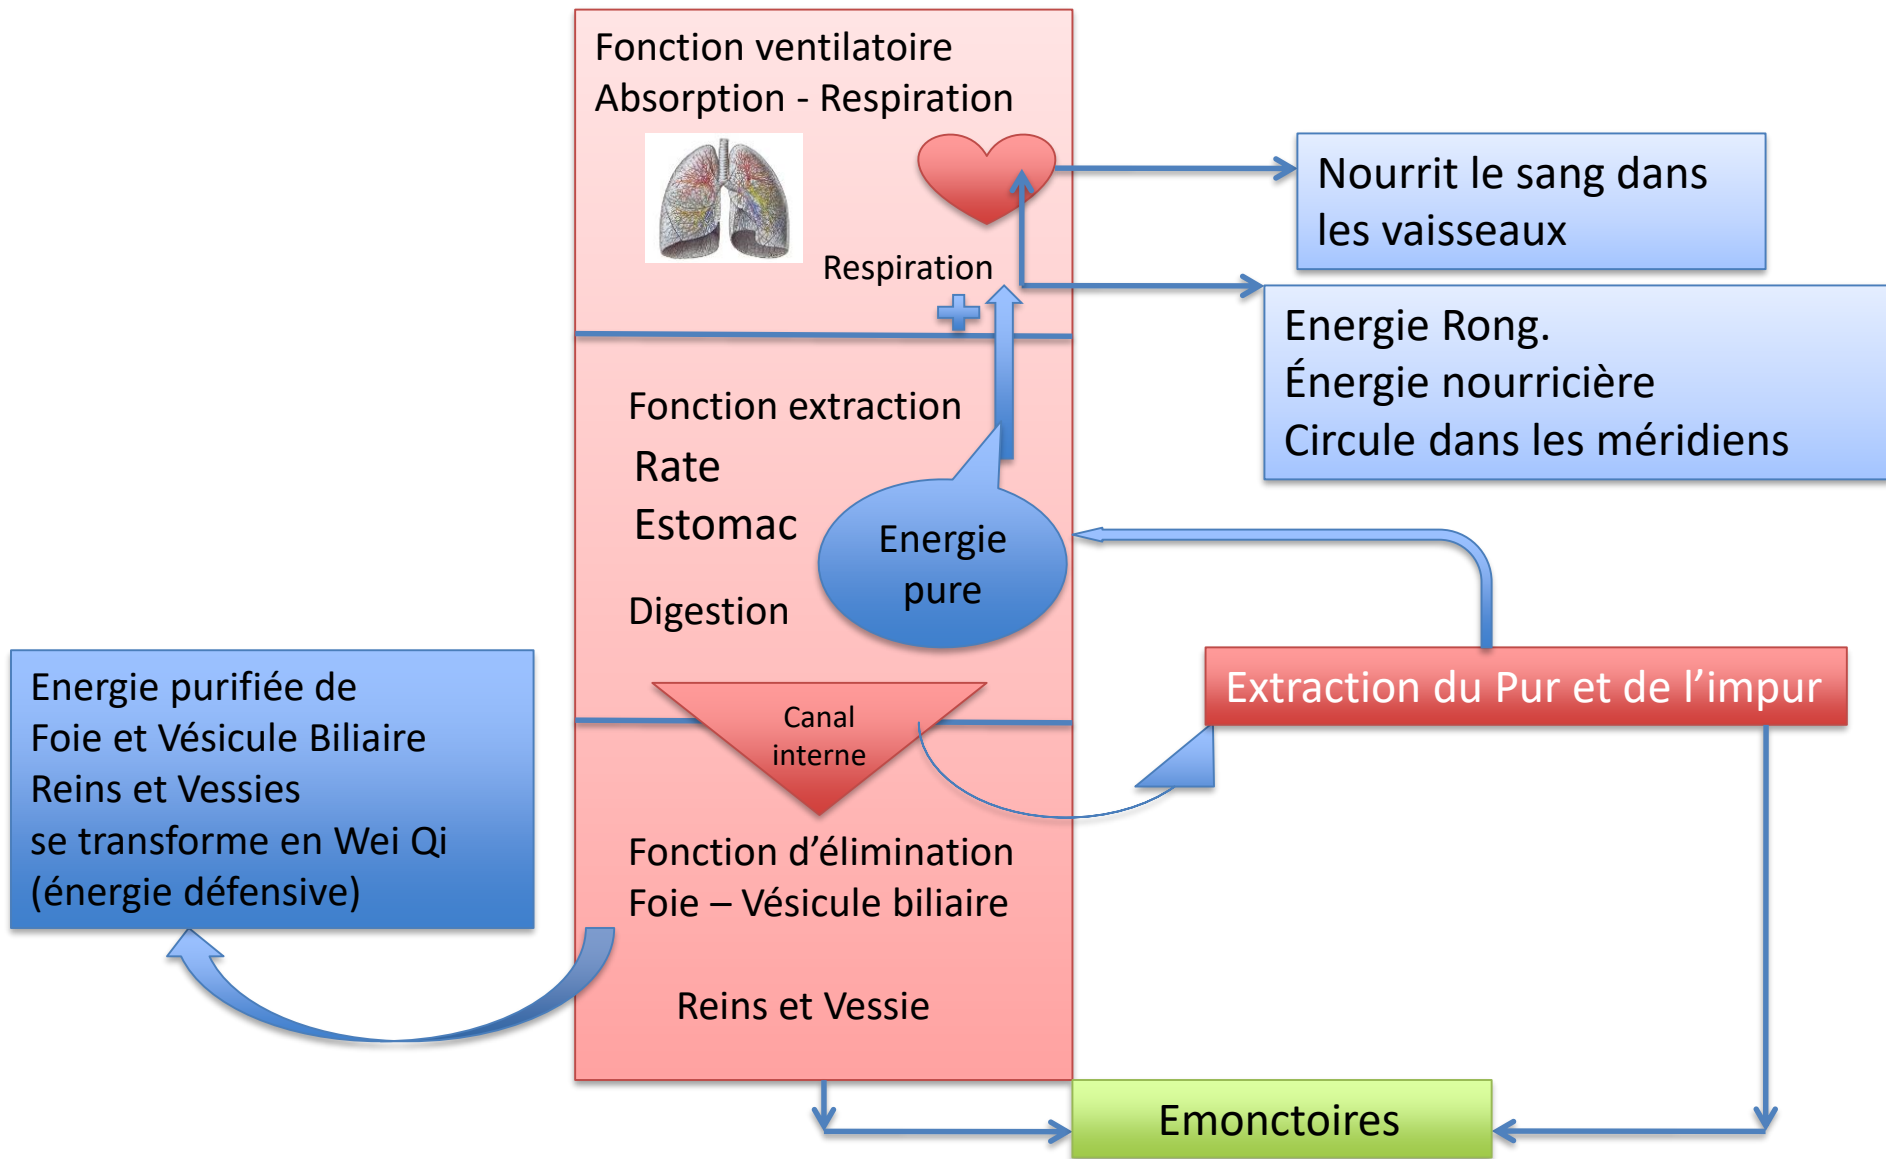 Fonction ventilatoire
Absorption - Respiration
Respiration
Nourrit le sang dans
les vaisseaux
Energie Rong.
Énergie nourricière
Circule dans les méridiens
Fonction extraction
Rate
Estomac
Digestion
Energie
pure
Extraction du Pur et de l’impur
Canal
interne
Energie purifiée de
Foie et Vésicule Biliaire
Reins et Vessies
se transforme en Wei Qi
(énergie défensive)
Fonction d’élimination
Foie – Vésicule biliaire
Reins et Vessie
Emonctoires